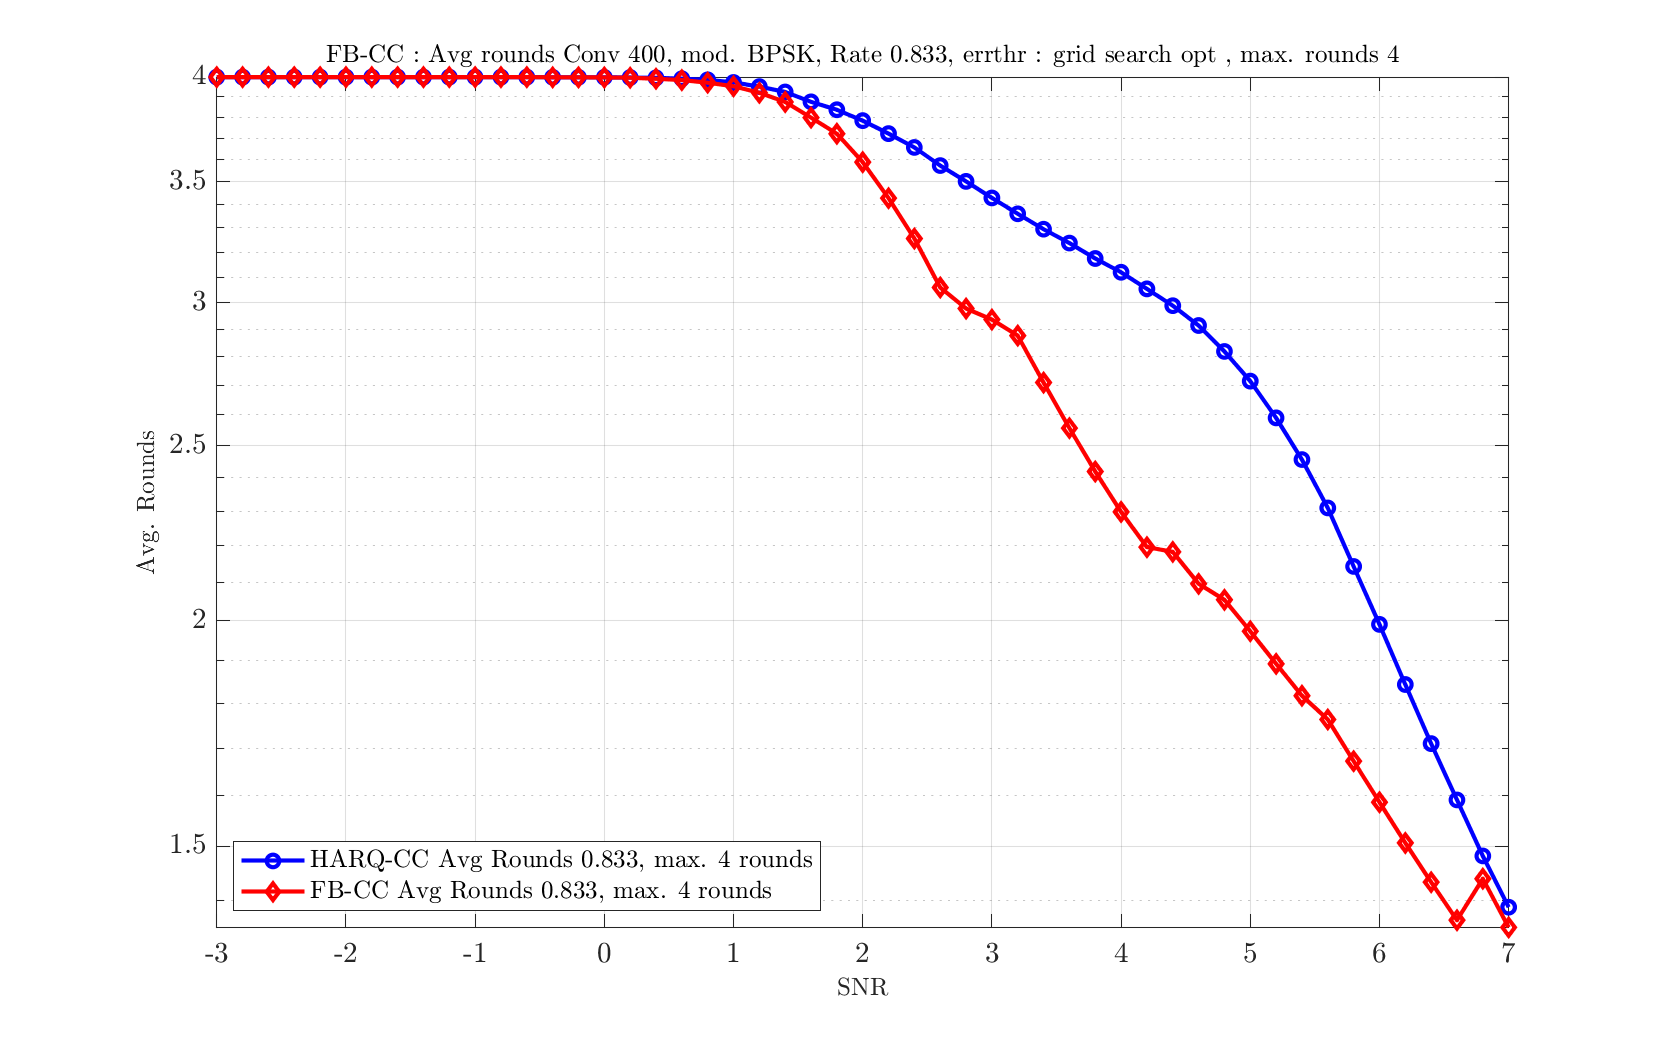 FB-CC : Avg rounds Conv 400, mod. BPSK, Rate 0.833, errthr : grid search opt , max. rounds 4
4
3.5
3
2.5
2
1.5
Avg. Rounds
HARQ-CC Avg Rounds 0.833, max. 4 rounds
FB-CC Avg Rounds 0.833, max. 4 rounds
-3 -2 -1 0 1 2 3 4 5 6 7
SNR